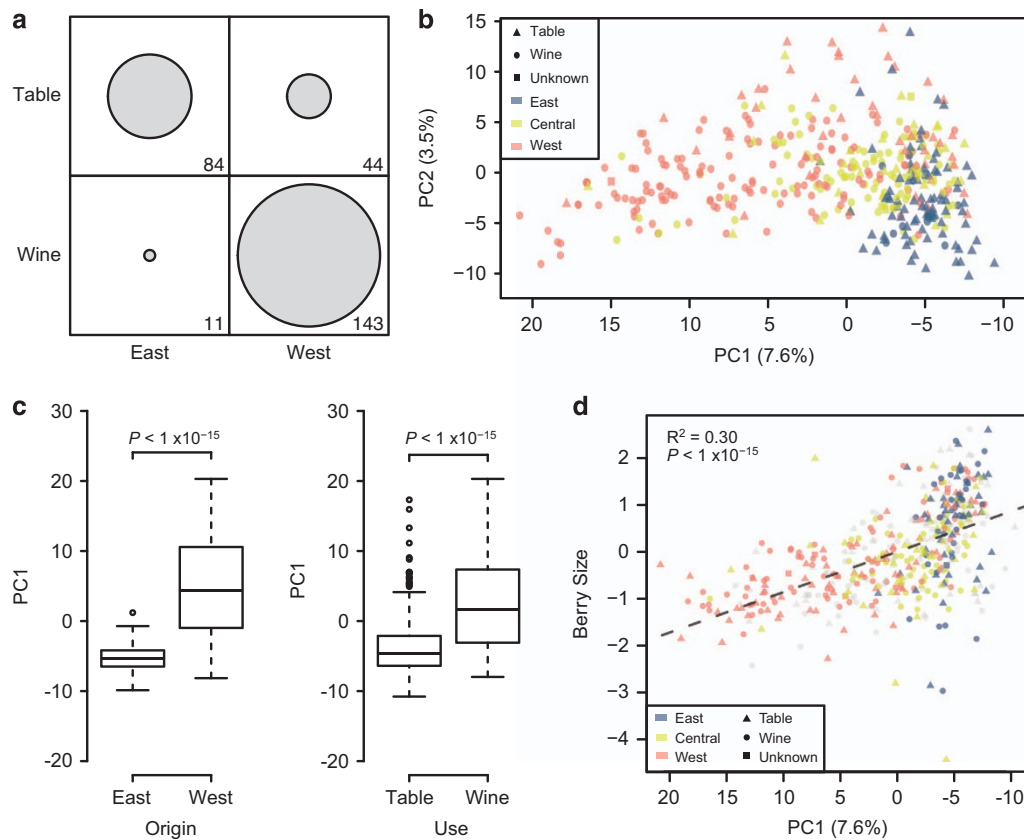 a
Table
84
44
Wine
11
143
East
West
b
15
10
5
0
−5
−10
PC2 (3.5%)
Table
Wine
Unknown
East
Central
West
20
15
10
5
0
−5
−10
PC1 (7.6%)
c
30
20
10
0
-10
-20
PC1
P < 1 x10−15
East
West
Origin
30
20
10
0
-10
-20
PC1
P < 1 x10−15
Table
Wine
Use
d
R2 = 0.30
P < 1 x10−15
2
1
0
−1
−2
−3
−4
Berry Size
East
Table
Central
Wine
West
Unknown
20
15
10
5
0
-5
-10
PC1 (7.6%)